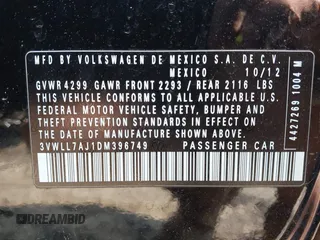 MFD BY VOLKSWAGEN DE MEXICO S.A. DE C.V.
MEXICO 10/12
GVWR 4299 GAWR FRONT 2293 / REAR 2116 LBS
THIS VEHICLE CONFORMS TO ALL APPLICABLE U.S.
FEDERAL MOTOR VEHICLE SAFETY, BUMPER AND
THEFT PREVENTION STANDARDS IN EFFECT ON THE
DATE OF MANUFACTURE SHOWN ABOVE
3VWLL7AJ1DM396749 PASSENGER CAR
4427269 1004 M
DREAMBID